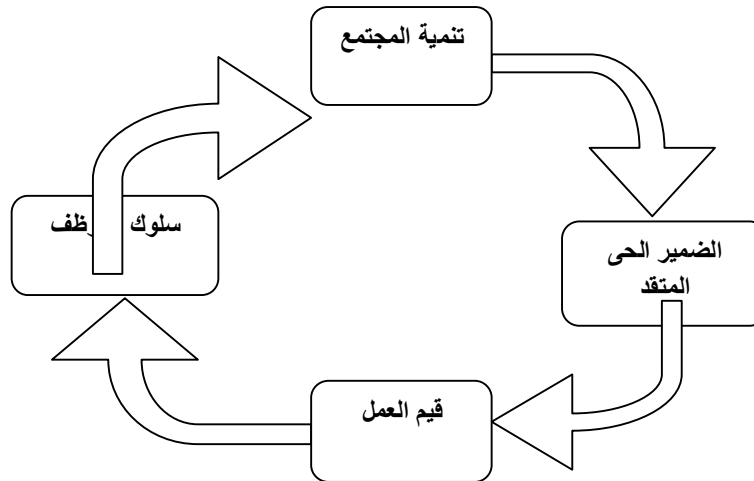 تنمية المجتمع
الضمير الحى
المتقد
قيم العمل
سلوك